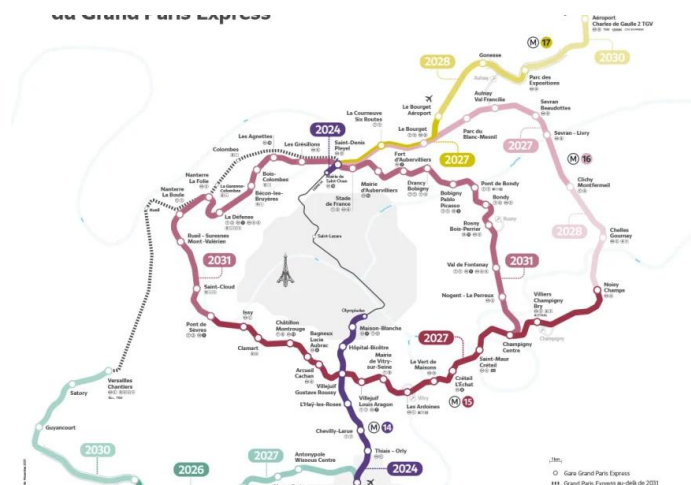 du Grand Paris Express
Aéroport
Charles de Gaulle 2 TGV
M 17
Gonesse
2028
2030
Parc des
Expositions
Le Bourget
Aéroport
Aulnay
Val Francilia
La Courneuve
Six Routes
Sevran
Beaudottes
2024
Les Agnettes
Les Grésillons
Saint-Denis
Pleyel
Le Bourget
Parc du
Blanc-Mesnil
2027
Sevran - Livry
Colombes
Fort
d'Aubervilliers
2027
M 16
Nanterre
La Folie
Bois-
Colombes
Mairie de
Saint-Ouen
Mairie
d'Aubervilliers
Drancy
Bobigny
Bobigny
Pablo
Picasso
Pont de Bondy
Clichy
Montfermeil
Nanterre
La Boule
La Garenne-
Colombes
Bécon-les-
Bruyères
Stade
de France
Bondy
Rueil
La Défense
Rosny
Bois-Perrier
Rosny
2028
Chelles
Gournay
Rueil - Suresnes
Mont-Valérien
Saint-Lazare
2031
Val de Fontenay
2031
Saint-Cloud
Nogent - Le Perreux
Villiers
Champigny
Bry
Noisy
Champs
Olympiades
Pont de
Sèvres
Issy
Châtillon
Montrouge
Bagneux
Lucie
Aubrac
Maison-Blanche
2027
Champigny
Clamart
Hôpital-Bicêtre
Champigny
Centre
Mairie
de Vitry-
sur-Seine
Le Vert de
Maisons
Saint-Maur
Créteil
Arcueil
Cachan
Créteil
L'Échat
Versailles
Chantiers
Villejuif
Gustave Roussy
Satory
Villejuif
Louis Aragon
Les Ardoines
Vitry
M 15
L'Haÿ-les-Roses
Guyancourt
Chevilly-Larue
M 14
2030
2027
Antonypole
Wissous Centre
Thiais - Orly
2026
2024
Gare Grand Paris Express
Grand Paris Express au-delà de 2031